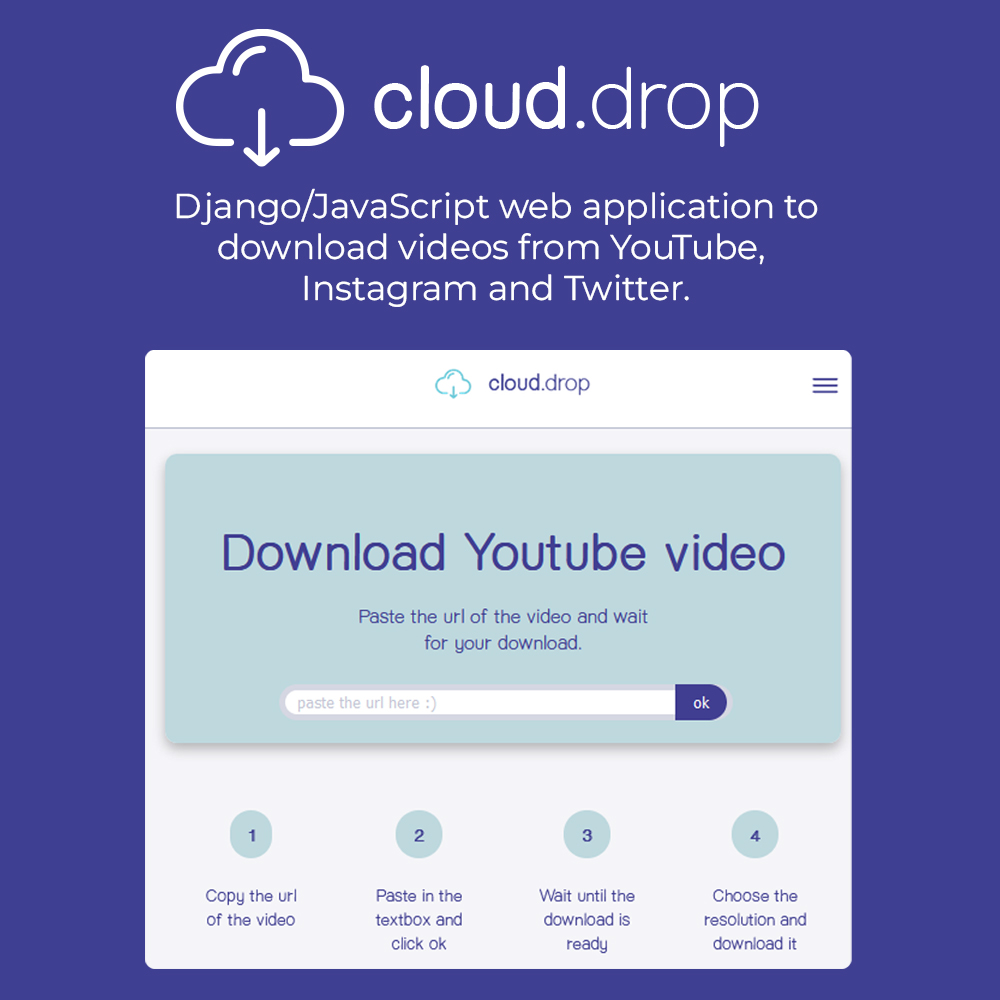 cloud.drop
Django/JavaScript web application to
download videos from YouTube,
Instagram and Twitter.
cloud.drop
Download Youtube video
Paste the url of the video and wait
for your download.
paste the url here :)
ok
1
Copy the url
of the video
2
Paste in the
textbox and
click ok
3
Wait until the
download is
ready
4
Choose the
resolution and
download it